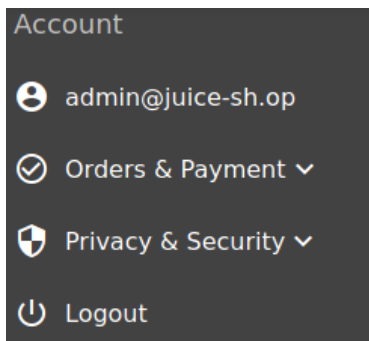 Account
admin@juice-sh.op
Orders & Payment
Privacy & Security
Logout